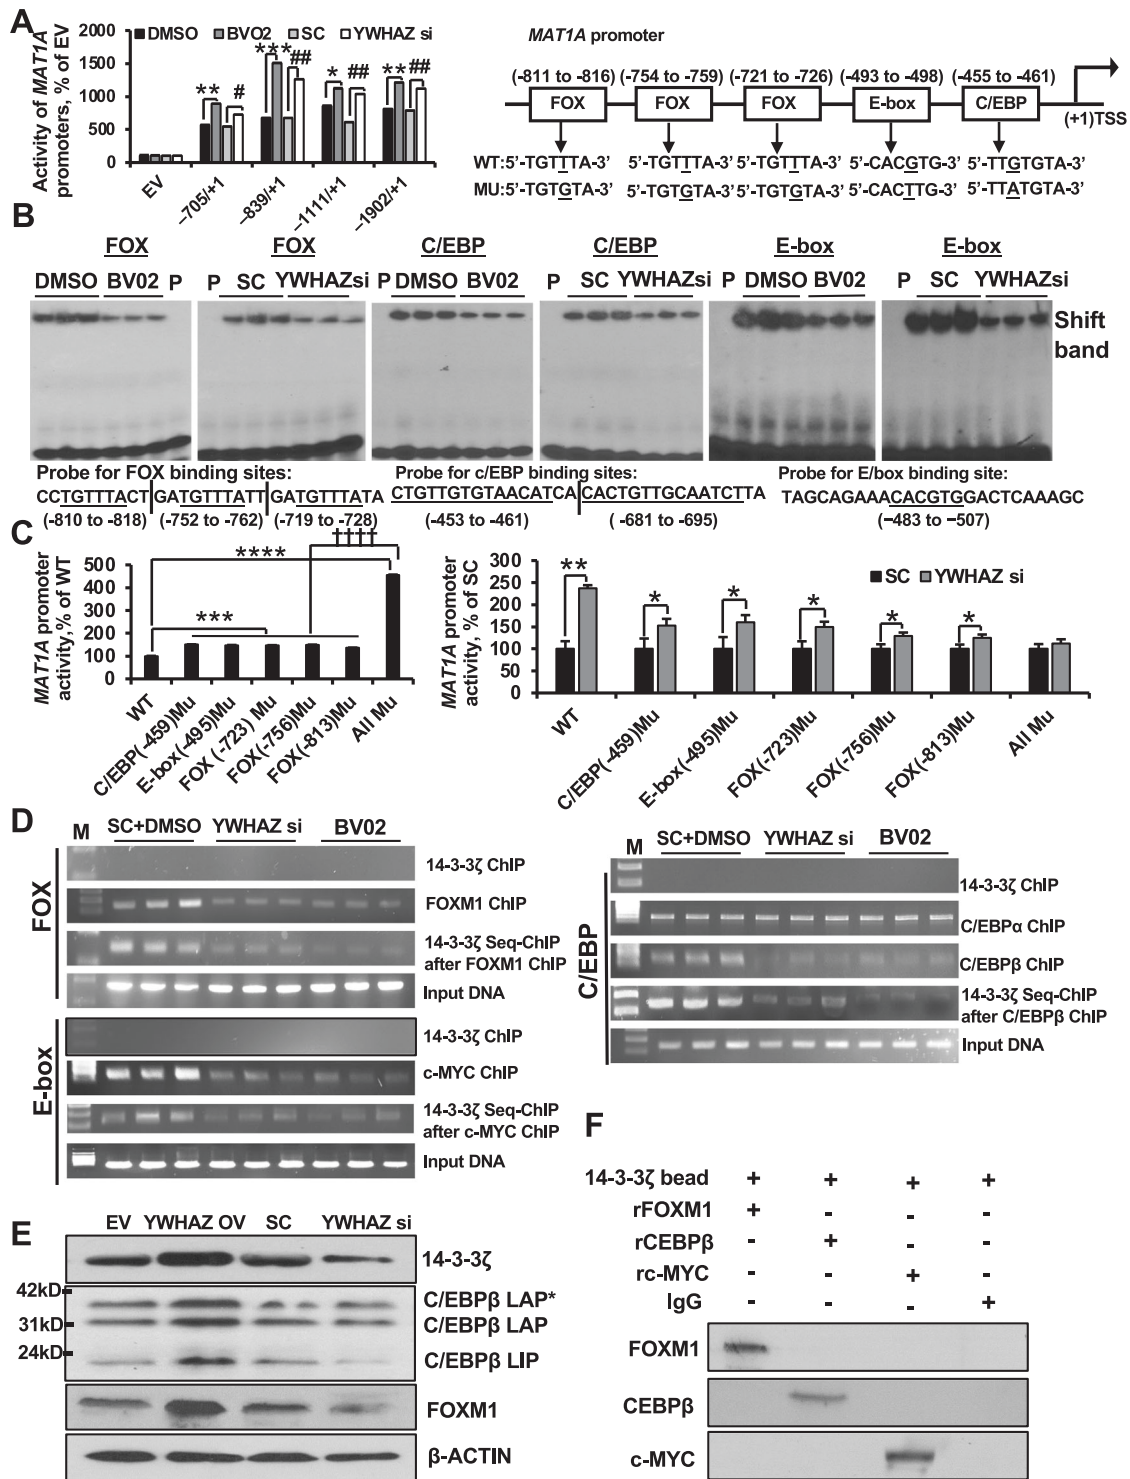 A
Activity of MAT1A promoters, % of EV
2000
1500
1000
500
0
DMSO BVO2 SC YWHAZ si
** # *** ## * ## ** ##
EV -705/+1 -839/+1 -1111/+1 -1902/+1
MAT1A promoter
(-811 to -816) (-754 to -759) (-721 to -726) (-493 to -498) (-455 to -461)
FOX FOX FOX E-box C/EBP
(+1)TSS
WT:5'-TGTTTA-3' 5'-TGTTTA-3' 5'-TGTTTA-3' 5'-CACGTG-3' 5'-TTGTGTA-3'
MU:5'-TGTGTA-3' 5'-TGTGTA-3' 5'-TGTGTA-3' 5'-CACTTG-3' 5'-TTATGTA-3'
B
FOX FOX C/EBP C/EBP E-box E-box
DMSO BV02 P P SC YWHAZsi P DMSO BV02 P SC YWHAZsi P DMSO BV02 P SC YWHAZsi
Shift band
Probe for FOX binding sites:
CCTGTTTACT GATGTTTATT GATGTTTATA
(-810 to -818) (-752 to -762) (-719 to -728)
Probe for c/EBP binding sites:
CTGTTGTGTAACATCA CACTGTTGCAATCTTA
(-453 to -461) (-681 to -695)
Probe for E/box binding site:
TAGCAGAAACACGTGGACTCAAAGC
(−483 to −507)
C
MAT1A promoter activity,% of WT
500
400
300
200
100
0
**** *** ††††
WT C/EBP(-459)Mu E-box(-495)Mu FOX (-723) Mu FOX(-756)Mu FOX(-813)Mu All Mu
MAT1A promoter activity, % of SC
300
250
200
150
100
50
0
SC YWHAZ si
** * * * * *
WT C/EBP(-459)Mu E-box(-495)Mu FOX(-723)Mu FOX(-756)Mu FOX(-813)Mu All Mu
D
M SC+DMSO YWHAZ si BV02
FOX
14-3-3ζ ChIP
FOXM1 ChIP
14-3-3ζ Seq-ChIP
after FOXM1 ChIP
Input DNA
E-box
14-3-3ζ ChIP
c-MYC ChIP
14-3-3ζ Seq-ChIP
after c-MYC ChIP
Input DNA
M SC+DMSO YWHAZ si BV02
C/EBP
14-3-3ζ ChIP
C/EBPα ChIP
C/EBPβ ChIP
14-3-3ζ Seq-ChIP
after C/EBPβ ChIP
Input DNA
E
EV YWHAZ OV SC YWHAZ si
14-3-3ζ
42kD
C/EBPβ LAP*
31kD
C/EBPβ LAP
24kD
C/EBPβ LIP
FOXM1
β-ACTIN
F
14-3-3ζ bead + + + +
rFOXM1 + - - -
rCEBPβ - + - -
rc-MYC - - + -
IgG - - - +
FOXM1
CEBPβ
c-MYC